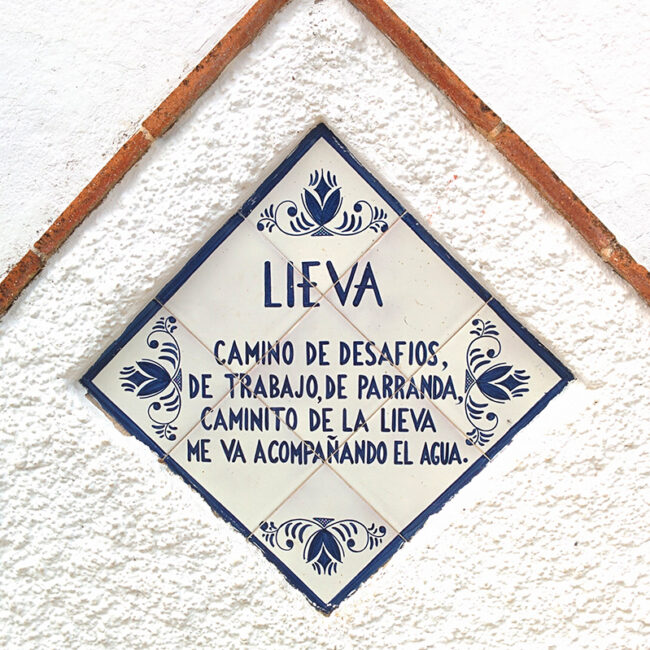 LIEVA
CAMINO DE DESAFIOS,
DE TRABAJO, DE PARRANDA,
CAMINITO DE LA LIEVA
ME VA ACOMPAÑANDO EL AGUA.